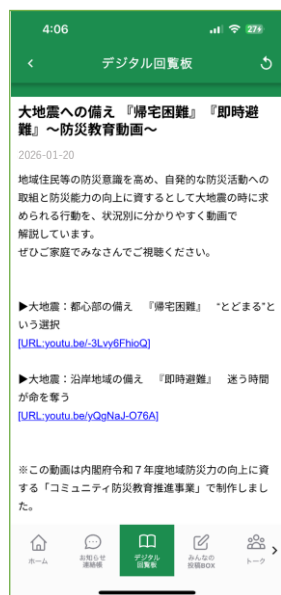 4:06
27
デジタル回覧板
大地震への備え 『帰宅困難』『即時避
難』～防災教育動画～
2026-01-20
地域住民等の防災意識を高め、自発的な防災活動への
取組と防災能力の向上に資するとして大地震の時に求
められる行動を、状況別に分かりやすく動画で
解説しています。
ぜひご家庭でみなさんでご視聴ください。
▶大地震：都心部の備え 『帰宅困難』 “とどまる”と
いう選択
[URL:youtu.be/-3Lvy6FhioQ]
▶大地震：沿岸地域の備え 『即時避難』 迷う時間
が命を奪う
[URL:youtu.be/yQgNaJ-O76A]
※この動画は内閣府令和７年度地域防災力の向上に資
する「コミュニティ防災教育推進事業」で制作しまし
た。
ホーム
お知らせ
連絡帳
デジタル
回覧板
みんなの
投稿BOX
トーク